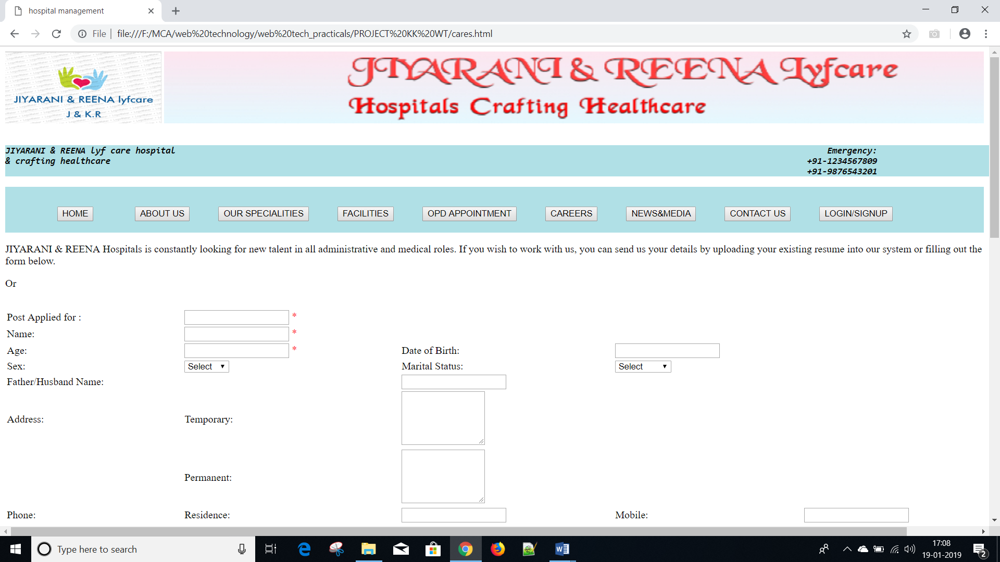 hospital management
File
file:///F:/MCA/web%20technology/web%20tech_practicals/PROJECT%20KK%20WT/cares.html
JIYARANI & REENA lyfcare
J & K.R
JIYARANI & REENA Lyfcare
Hospitals Crafting Healthcare
JIYARANI & REENA lyf care hospital
& crafting healthcare
Emergency:
+91-1234567809
+91-9876543201
HOME ABOUT US OUR SPECIALITIES FACILITIES OPD APPOINTMENT CAREERS NEWS&MEDIA CONTACT US LOGIN/SIGNUP
JIYARANI & REENA Hospitals is constantly looking for new talent in all administrative and medical roles. If you wish to work with us, you can send us your details by uploading your existing resume into our system or filling out the
form below.
Or
Post Applied for : *
Name: *
Age: * Date of Birth:
Sex: Select Marital Status: Select
Father/Husband Name:
Address: Temporary:
Permanent:
Phone: Residence: Mobile:
Type here to search
17:08
19-01-2019
2